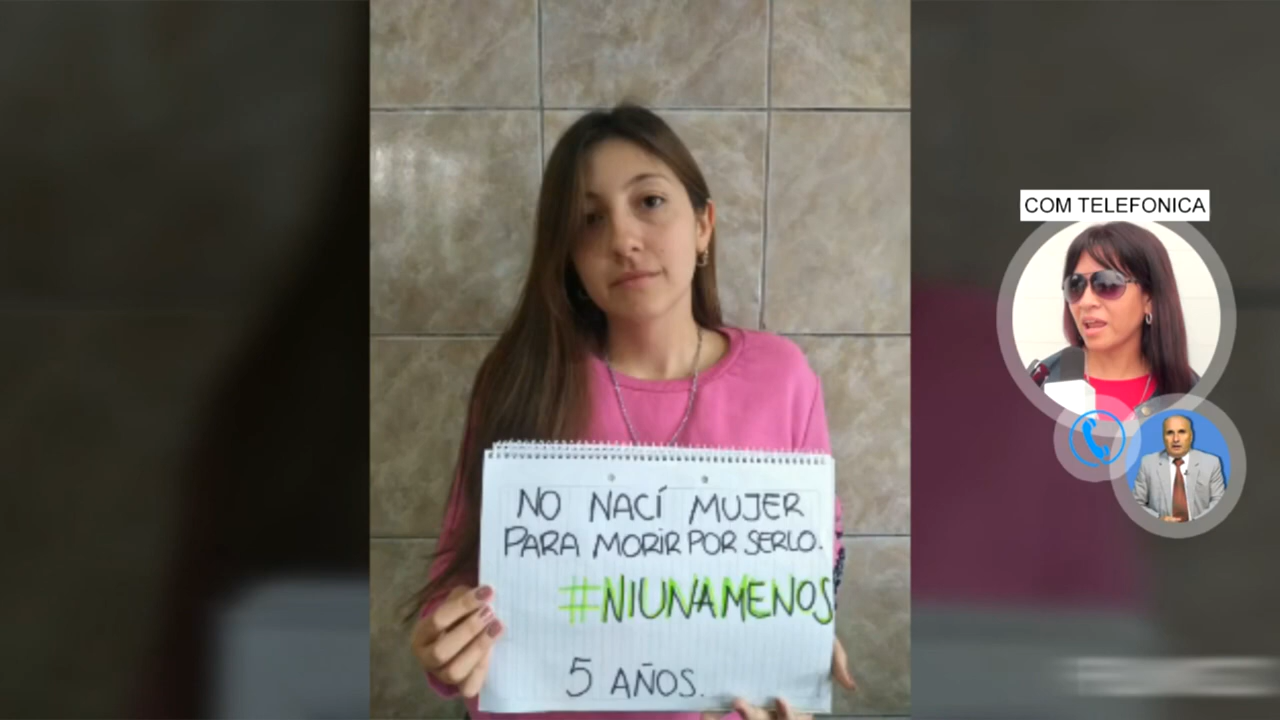 COM TELEFONICA
NO NACÍ MUJER
PARA MORIR POR SERLO.
#NIUNAMENOS
5 AÑOS.